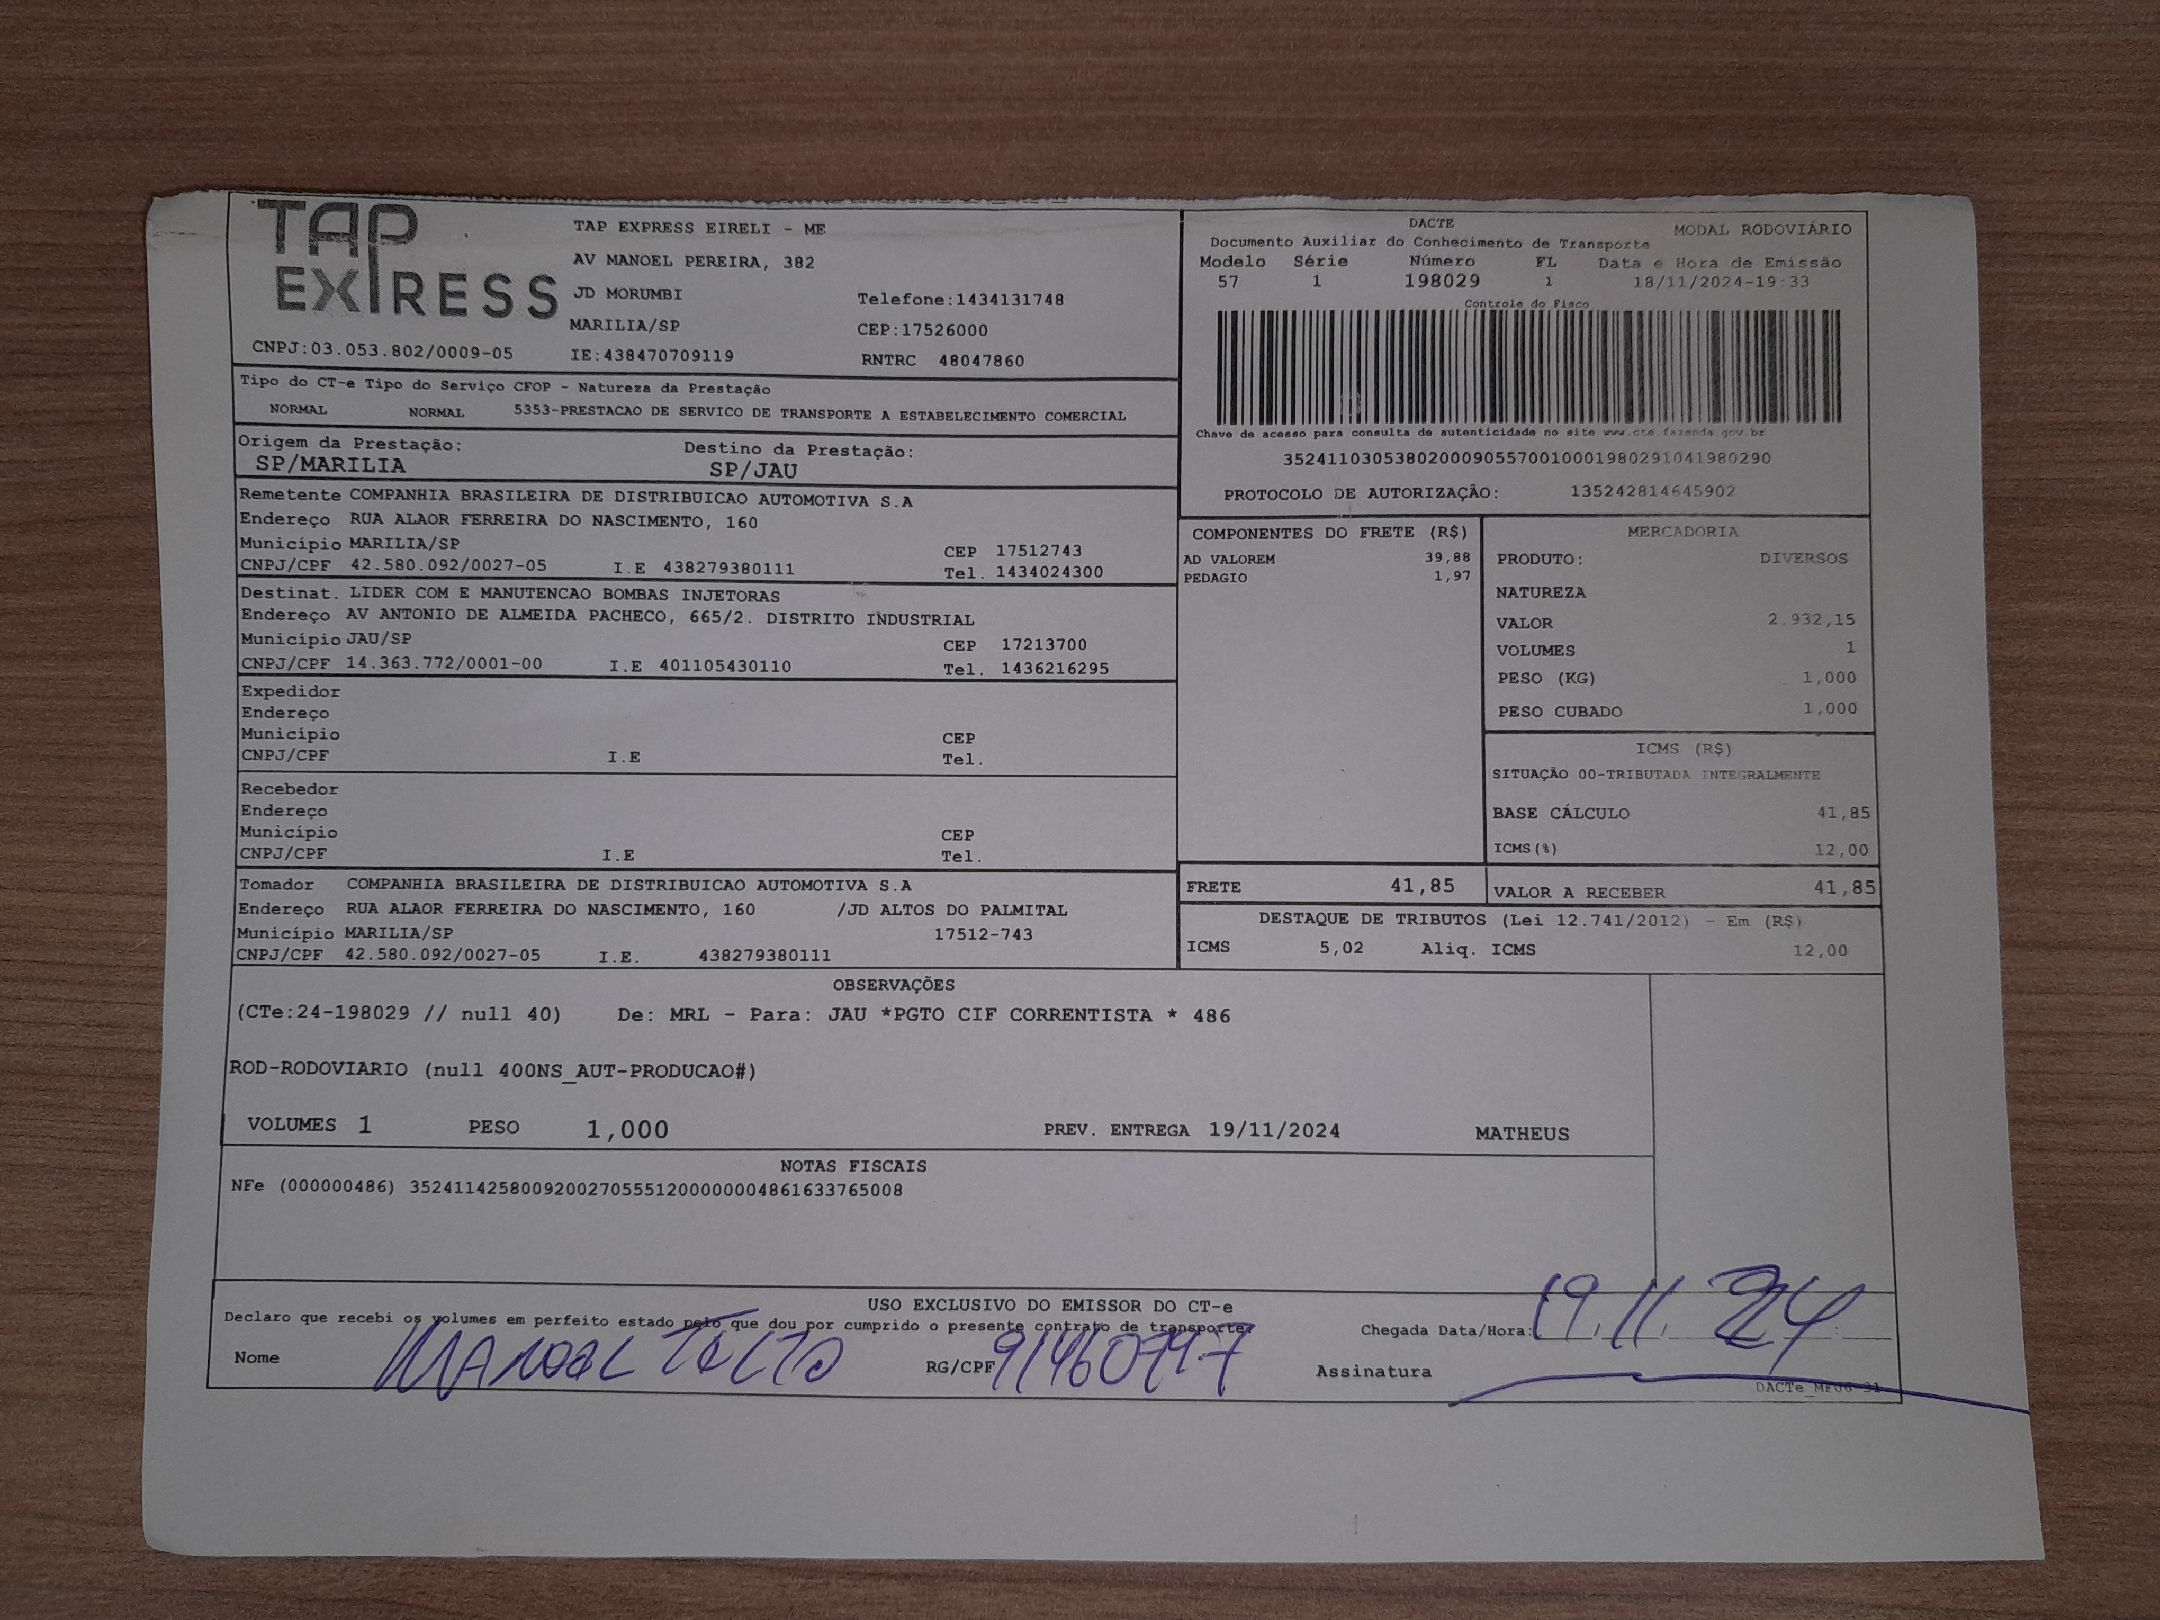 TAP
EXPRESS
CNPJ:03.053.802/0009-05
TAP EXPRESS EIRELI - ME
AV MANOEL PEREIRA, 382
JD MORUMBI Telefone:1434131748
MARILIA/SP CEP:17526000
IE:438470709119 RNTRC 48047860
DACTE MODAL RODOVIÁRIO
Documento Auxiliar do Conhecimento de Transporte
Modelo Série Número FL Data e Hora de Emissão
57 1 198029 1 18/11/2024-19:33
Controle do Fisco
Chave de acesso para consulta de autenticidade no site www.cte.fazenda.gov.br
35241103053802000905570010001980291041980290
PROTOCOLO DE AUTORIZAÇÃO: 135242814645902
Tipo do CT-e Tipo do Serviço CFOP - Natureza da Prestação
NORMAL NORMAL 5353-PRESTACAO DE SERVICO DE TRANSPORTE A ESTABELECIMENTO COMERCIAL
Origem da Prestação: Destino da Prestação:
SP/MARILIA SP/JAU
Remetente COMPANHIA BRASILEIRA DE DISTRIBUICAO AUTOMOTIVA S.A
Endereço RUA ALAOR FERREIRA DO NASCIMENTO, 160
Município MARILIA/SP CEP 17512743
CNPJ/CPF 42.580.092/0027-05 I.E 438279380111 Tel. 1434024300
Destinat. LIDER COM E MANUTENCAO BOMBAS INJETORAS
Endereço AV ANTONIO DE ALMEIDA PACHECO, 665/2. DISTRITO INDUSTRIAL
Município JAU/SP CEP 17213700
CNPJ/CPF 14.363.772/0001-00 I.E 401105430110 Tel. 1436216295
Expedidor
Endereço
Município CEP
CNPJ/CPF I.E Tel.
Recebedor
Endereço
Município CEP
CNPJ/CPF I.E Tel.
Tomador COMPANHIA BRASILEIRA DE DISTRIBUICAO AUTOMOTIVA S.A
Endereço RUA ALAOR FERREIRA DO NASCIMENTO, 160 /JD ALTOS DO PALMITAL
Município MARILIA/SP 17512-743
CNPJ/CPF 42.580.092/0027-05 I.E. 438279380111
COMPONENTES DO FRETE (R$)
AD VALOREM 39,88
PEDAGIO 1,97
MERCADORIA
PRODUTO: DIVERSOS
NATUREZA
VALOR 2.932,15
VOLUMES 1
PESO (KG) 1,000
PESO CUBADO 1,000
ICMS (R$)
SITUAÇÃO 00-TRIBUTADA INTEGRALMENTE
BASE CÁLCULO 41,85
ICMS(%) 12,00
FRETE 41,85 VALOR A RECEBER 41,85
DESTAQUE DE TRIBUTOS (Lei 12.741/2012) - Em (R$)
ICMS 5,02 Aliq. ICMS 12,00
OBSERVAÇÕES
(CTe:24-198029 // null 40) De: MRL - Para: JAU *PGTO CIF CORRENTISTA * 486
ROD-RODOVIARIO (null 400NS_AUT-PRODUCAO#)
VOLUMES 1 PESO 1,000 PREV. ENTREGA 19/11/2024 MATHEUS
NOTAS FISCAIS
NFe (000000486) 35241142580092002705551200000004861633765008
USO EXCLUSIVO DO EMISSOR DO CT-e
Declaro que recebi os volumes em perfeito estado pelo que dou por cumprido o presente contrato de transporte.
Chegada Data/Hora: 19.11.24
Nome MANOEL RG/CPF Assinatura